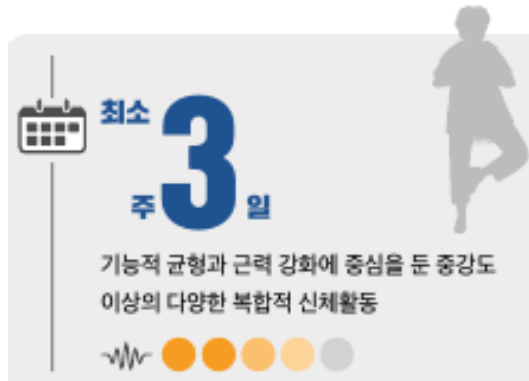 최소
주 3 일
기능적 균형과 근력 강화에 중심을 둔 중강도
이상의 다양한 복합적 신체활동